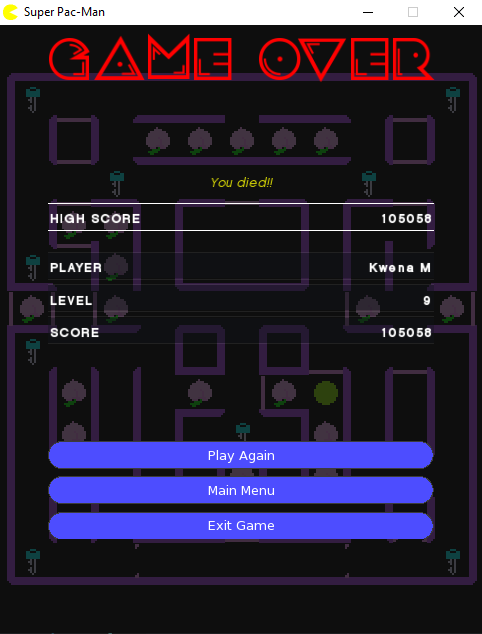 Super Pac-Man
GAME OVER
You died!!
HIGH SCORE 105058
PLAYER Kwena M
LEVEL 9
SCORE 105058
Play Again
Main Menu
Exit Game